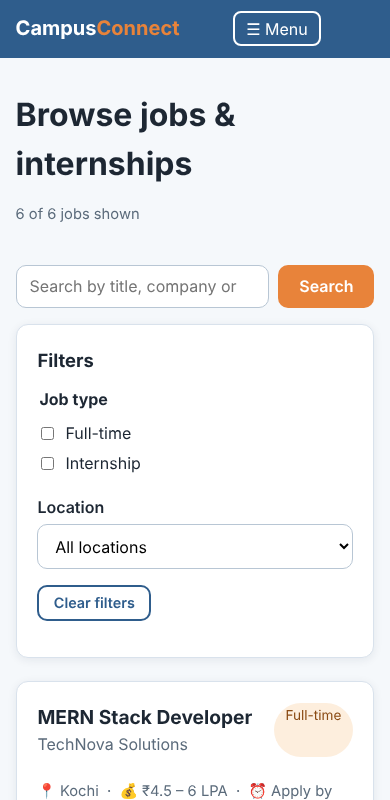 CampusConnect
☰ Menu
Browse jobs &
internships
6 of 6 jobs shown
Search by title, company or
Search
Filters
Job type
Full-time
Internship
Location
All locations
Clear filters
MERN Stack Developer
Full-time
TechNova Solutions
📍 Kochi · 💰 ₹4.5 – 6 LPA · ⏰ Apply by